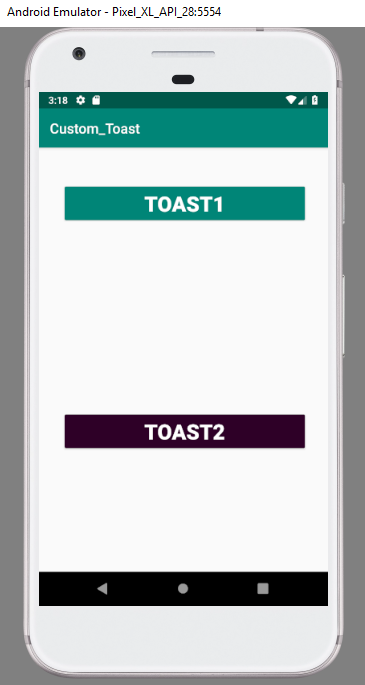 Android Emulator - Pixel_XL_API_28:5554
3:18
Custom_Toast
TOAST1
TOAST2